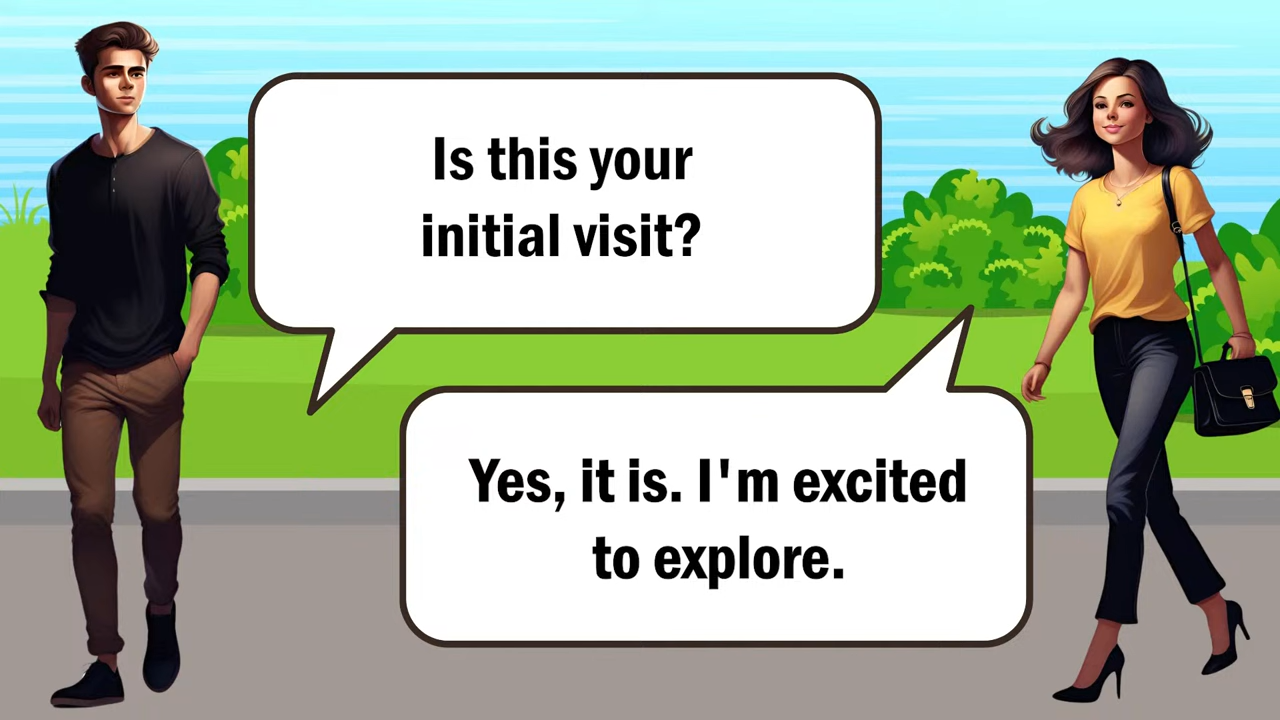 Is this your
initial visit?
Yes, it is. I'm excited
to explore.